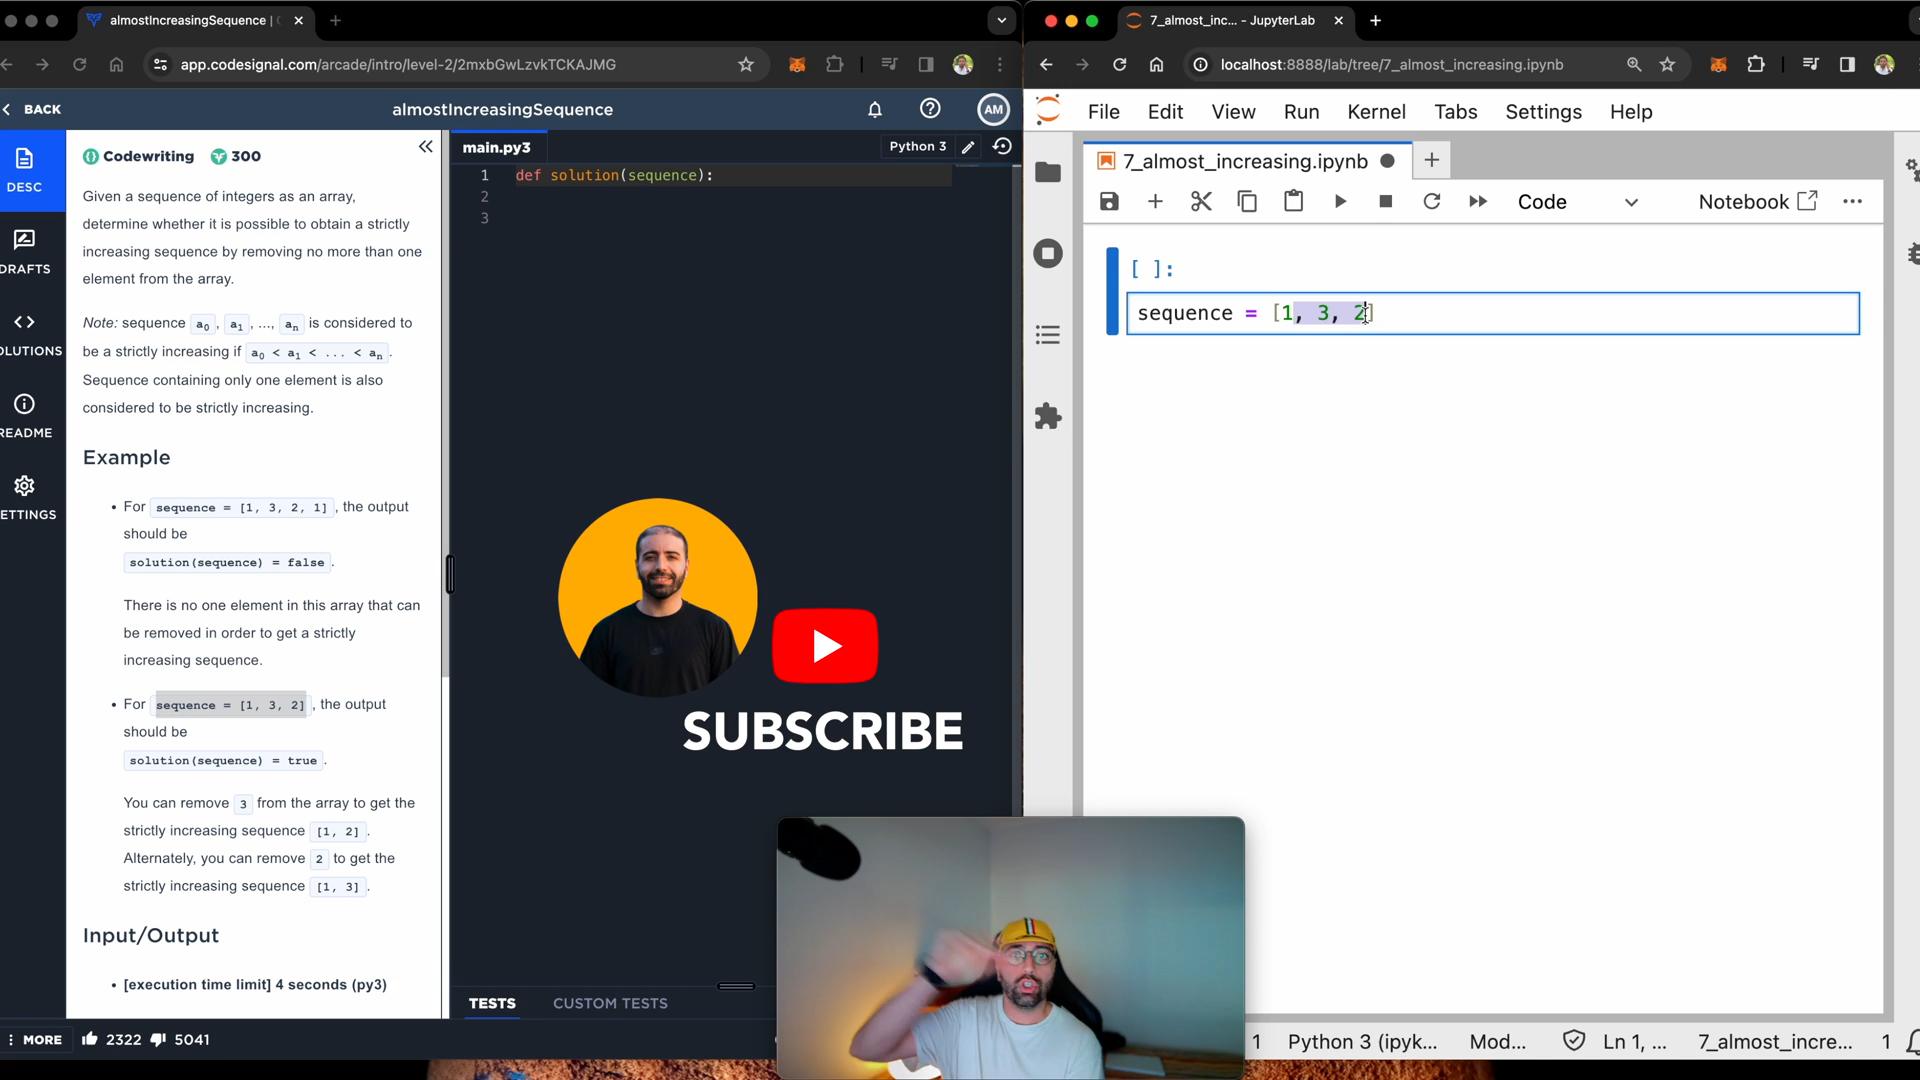 almostIncreasingSequence |
app.codesignal.com/arcade/intro/level-2/2mxbGwLzvkTCKAJMG
BACK
almostIncreasingSequence
AM
DESC
DRAFTS
OLUTIONS
README
ETTINGS
Codewriting 300
Given a sequence of integers as an array,
determine whether it is possible to obtain a strictly
increasing sequence by removing no more than one
element from the array.
Note: sequence a0, a1, ..., an is considered to
be a strictly increasing if a0 < a1 < ... < an.
Sequence containing only one element is also
considered to be strictly increasing.
Example
• For sequence = [1, 3, 2, 1], the output
should be
solution(sequence) = false.
There is no one element in this array that can
be removed in order to get a strictly
increasing sequence.
• For sequence = [1, 3, 2], the output
should be
solution(sequence) = true.
You can remove 3 from the array to get the
strictly increasing sequence [1, 2].
Alternately, you can remove 2 to get the
strictly increasing sequence [1, 3].
Input/Output
• [execution time limit] 4 seconds (py3)
MORE 2322 5041
main.py3
Python 3
1 def solution(sequence):
2
3
SUBSCRIBE
TESTS CUSTOM TESTS
7_almost_inc... - JupyterLab
localhost:8888/lab/tree/7_almost_increasing.ipynb
File Edit View Run Kernel Tabs Settings Help
7_almost_increasing.ipynb
Code
Notebook
[ ]:
sequence = [1, 3, 2]
1 Python 3 (ipyk... Mod... Ln 1, ... 7_almost_incre... 1